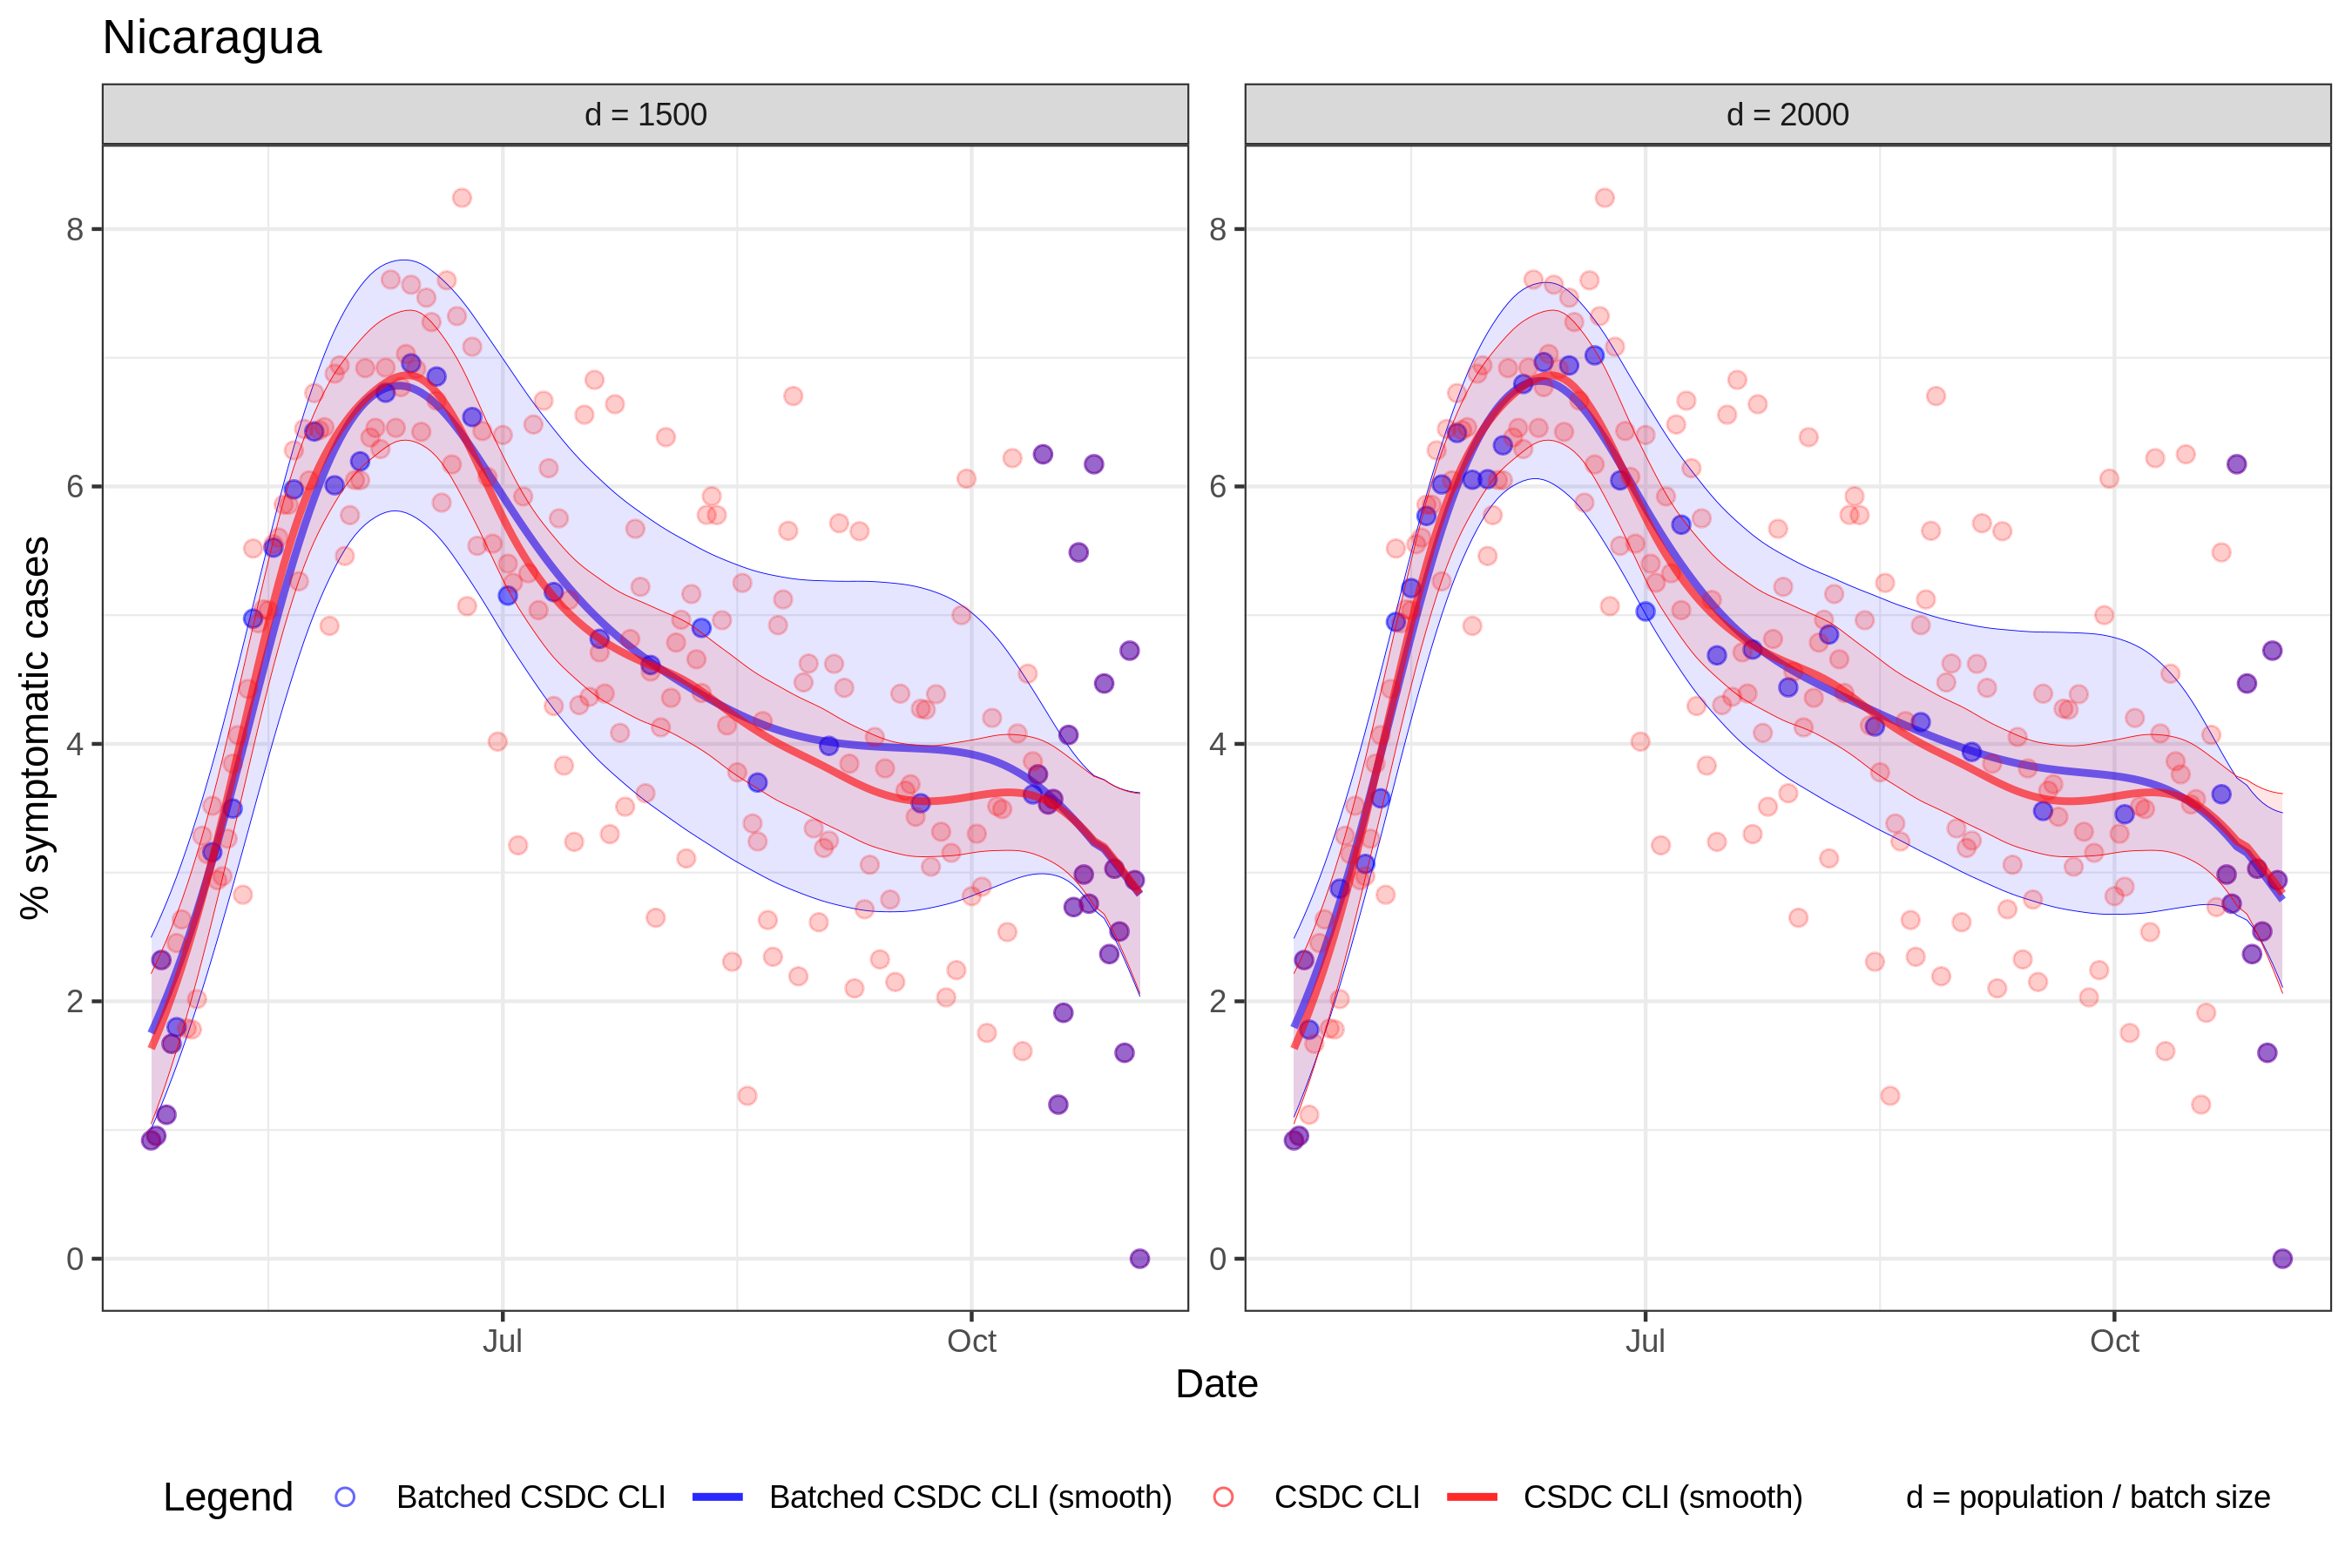 Nicaragua
d = 1500
d = 2000
% symptomatic cases
8
6
4
2
0
8
6
4
2
0
Jul
Oct
Jul
Oct
Date
Legend
Batched CSDC CLI
Batched CSDC CLI (smooth)
CSDC CLI
CSDC CLI (smooth)
d = population / batch size